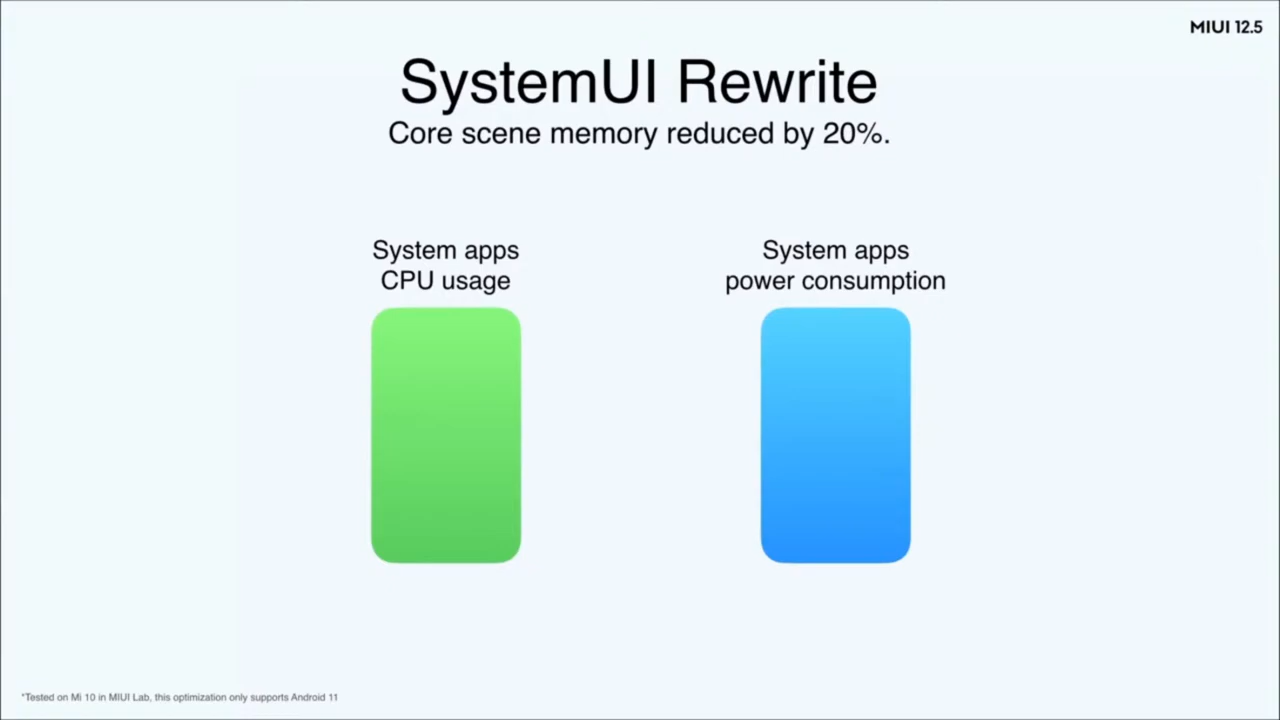 MIUI 12.5
SystemUI Rewrite
Core scene memory reduced by 20%.
System apps
CPU usage
System apps
power consumption
*Tested on Mi 10 in MIUI Lab, this optimization only supports Android 11